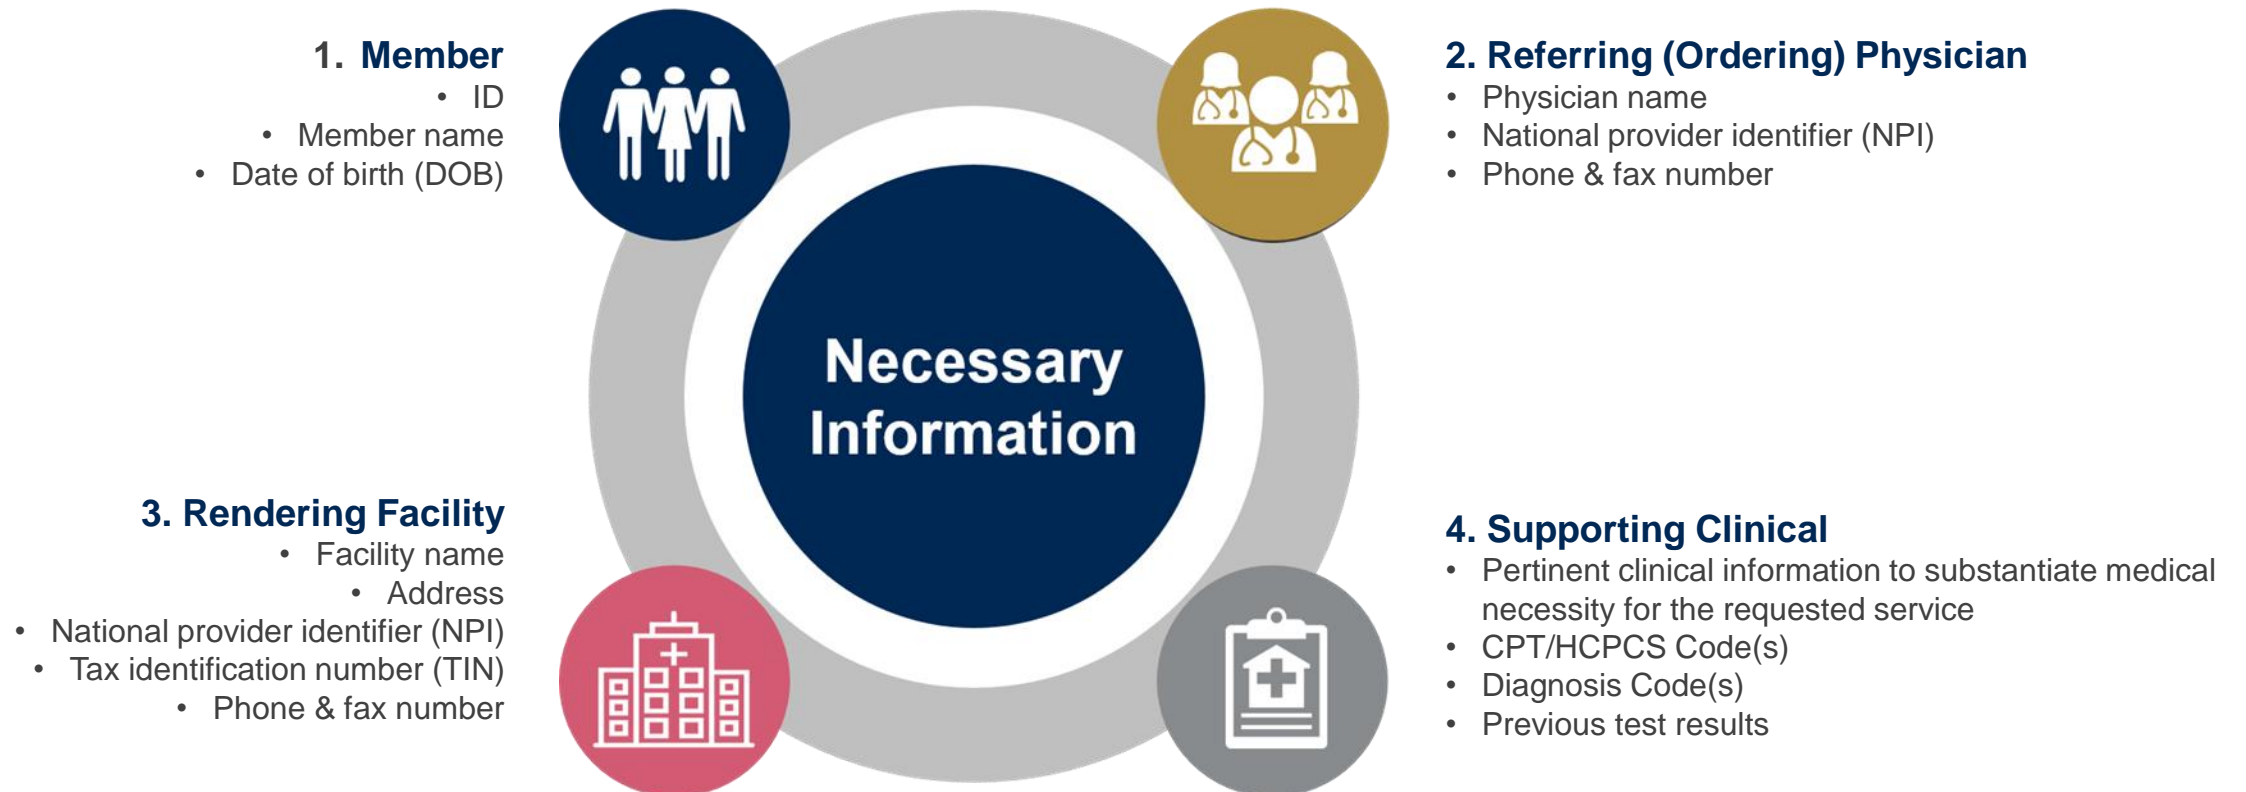 1. Member
• ID
• Member name
• Date of birth (DOB)
2. Referring (Ordering) Physician
• Physician name
• National provider identifier (NPI)
• Phone & fax number
Necessary
Information
3. Rendering Facility
• Facility name
• Address
• National provider identifier (NPI)
• Tax identification number (TIN)
• Phone & fax number
4. Supporting Clinical
• Pertinent clinical information to substantiate medical
necessity for the requested service
• CPT/HCPCS Code(s)
• Diagnosis Code(s)
• Previous test results